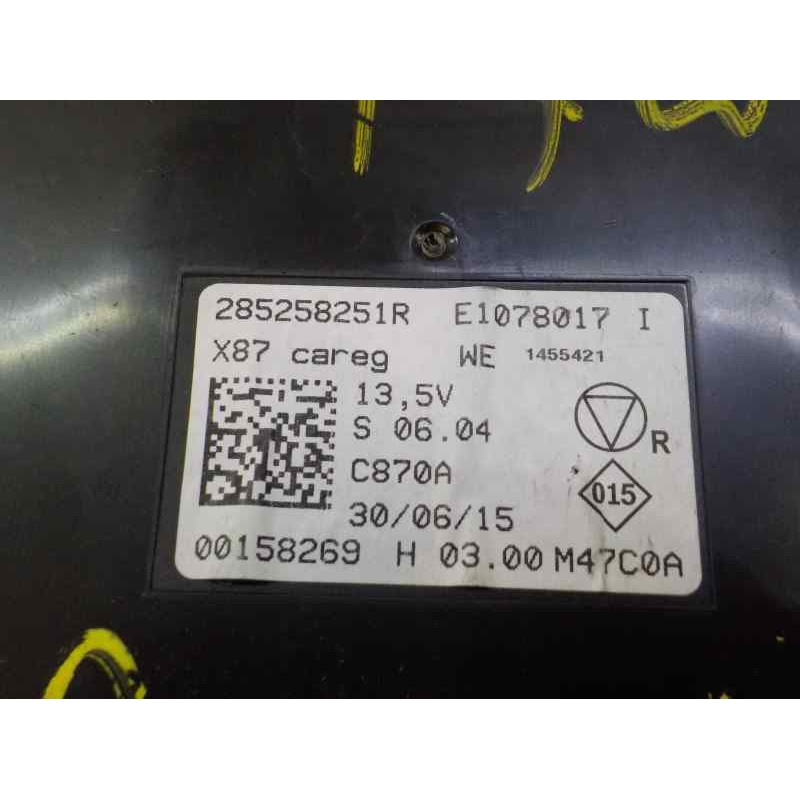 285258251R E1078017 I
X87 careg WE 1455421
13,5V
S 06.04
R
C870A
015
30/06/15
00158269 H 03.00 M47C0A